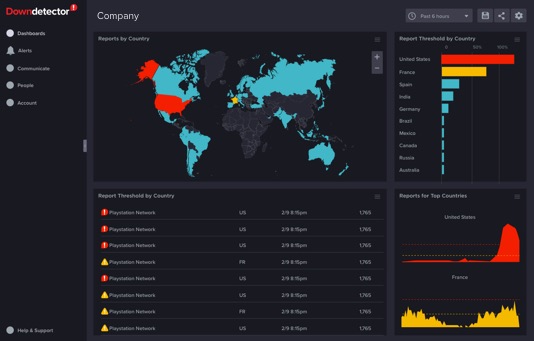 Downdetector
Company
Past 6 hours
Dashboards
Alerts
Communicate
People
Account
Help & Support
Reports by Country
+
-
Report Threshold by Country
0 50% 100%
United States
France
Spain
India
Germany
Brazil
Mexico
Canada
Russia
Australia
Report Threshold by Country
Playstation Network US 2/9 8:15pm 1,765
Playstation Network US 2/9 8:15pm 1,765
Playstation Network US 2/9 8:15pm 1,765
Playstation Network FR 2/9 8:15pm 1,765
Playstation Network US 2/9 8:15pm 1,765
Playstation Network US 2/9 8:15pm 1,765
Playstation Network FR 2/9 8:15pm 1,765
Playstation Network US 2/9 8:15pm 1,765
Reports for Top Countries
United States
France